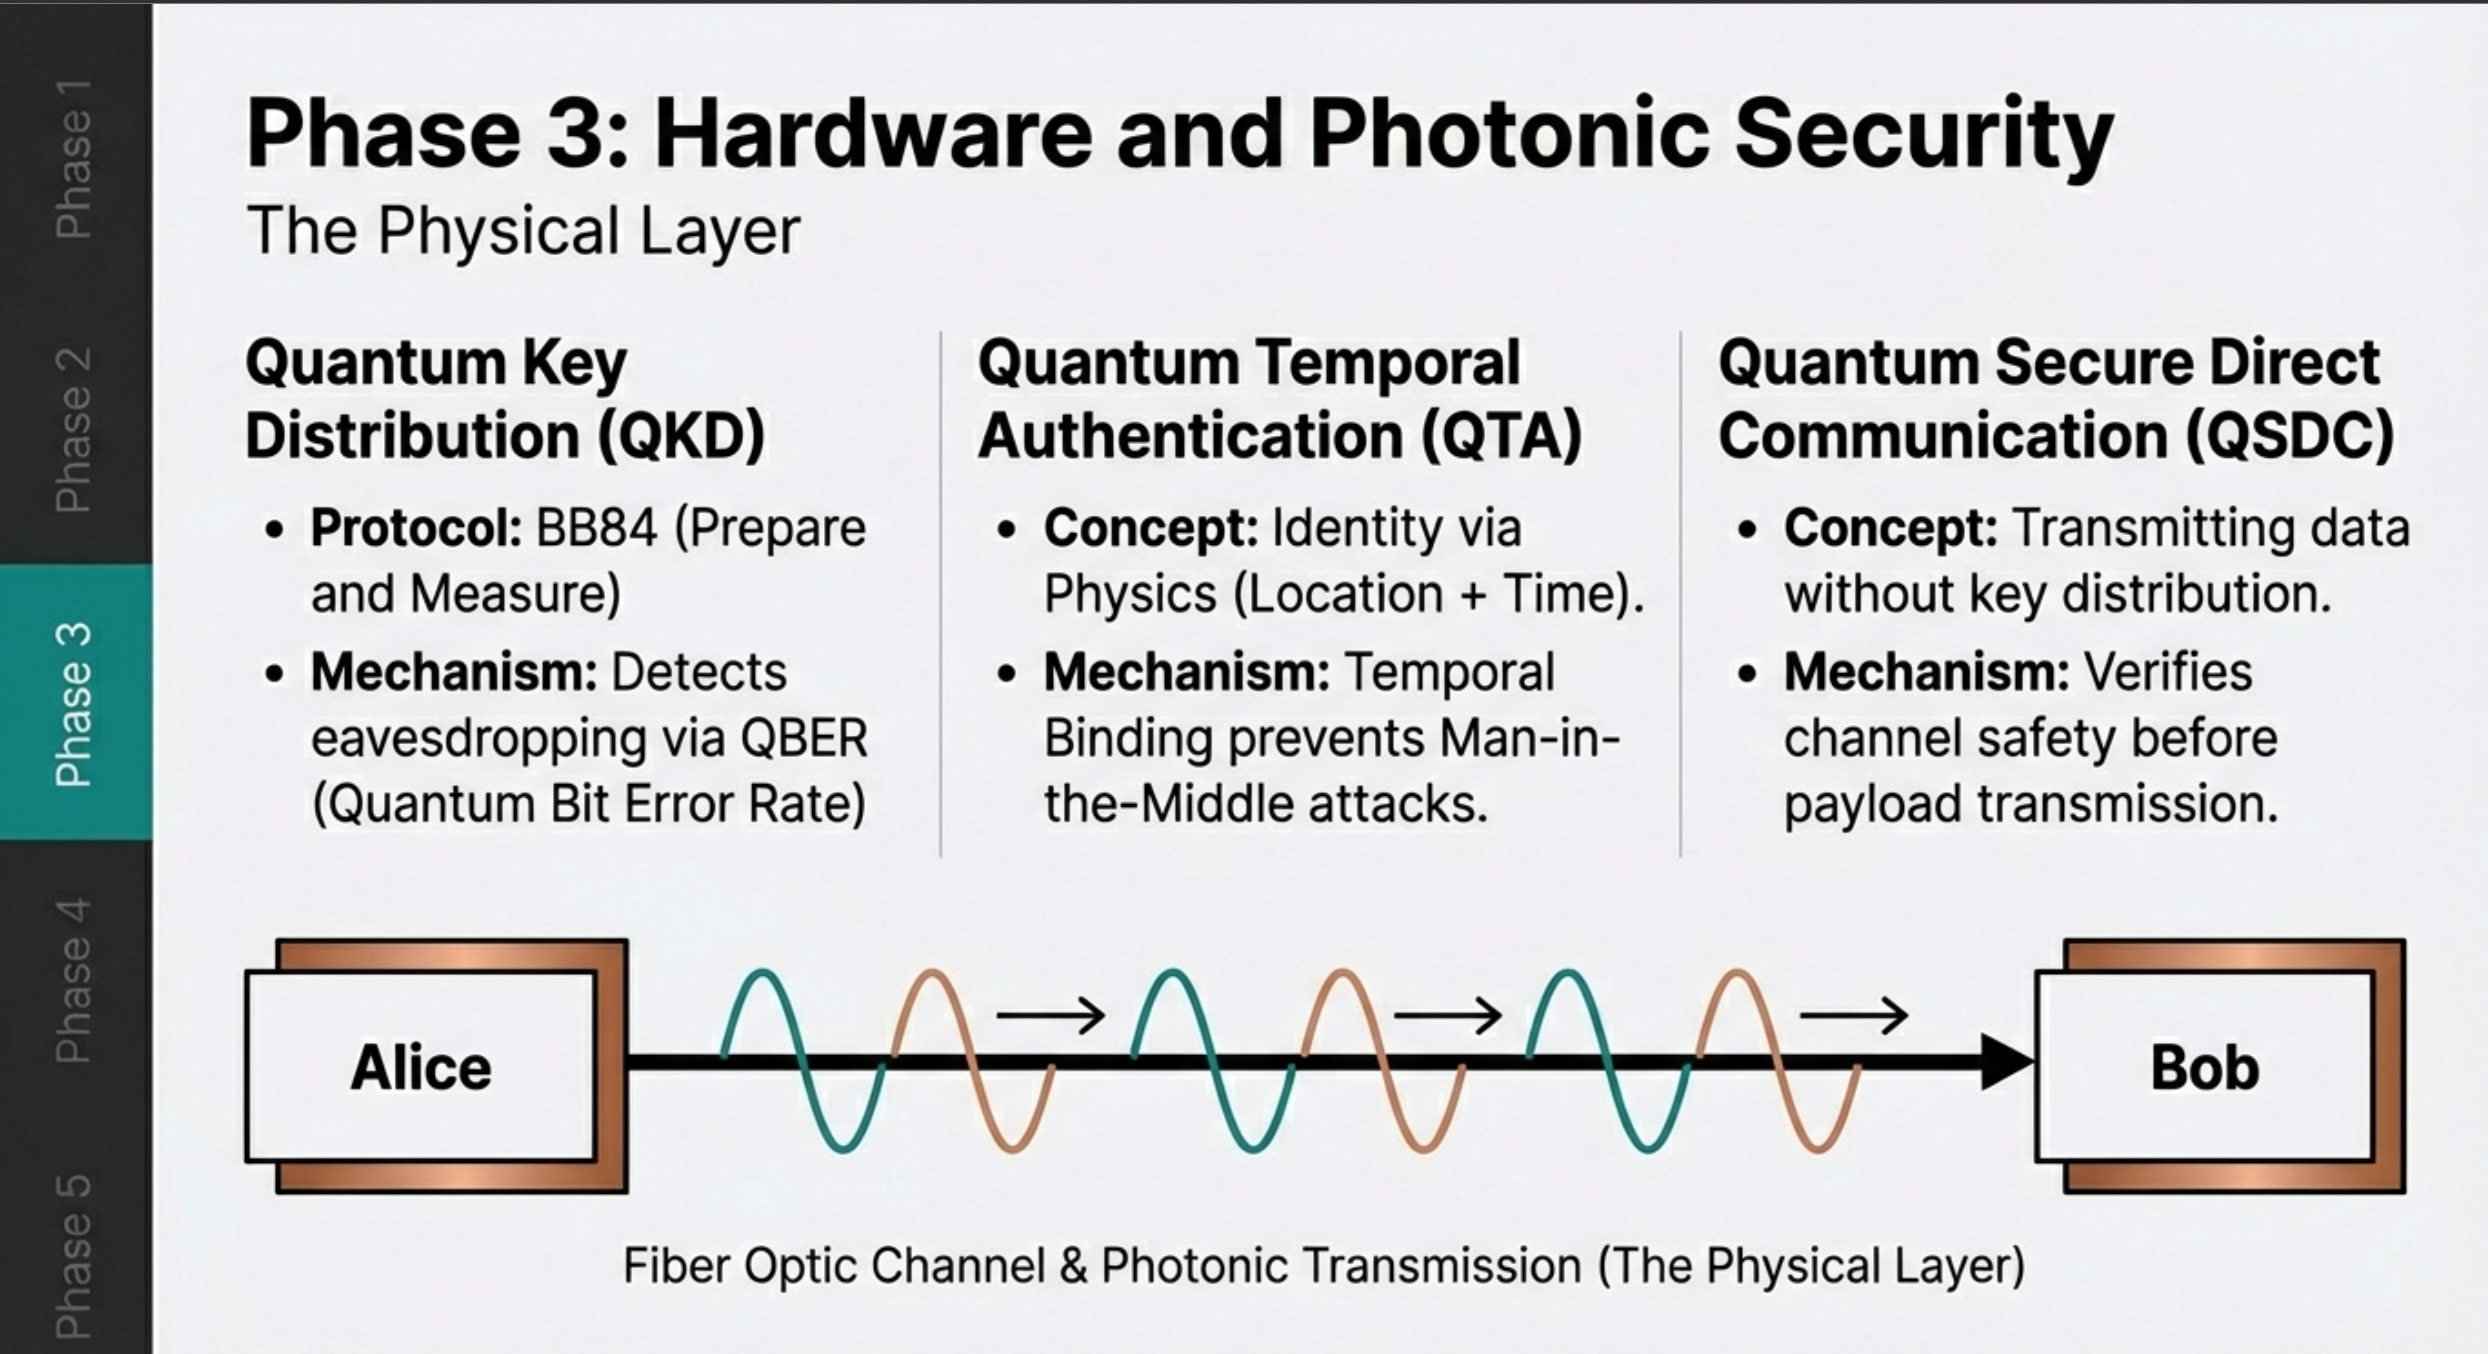 Phase 1
Phase 2
Phase 3
Phase 4
Phase 5
Phase 3: Hardware and Photonic Security
The Physical Layer
Quantum Key
Distribution (QKD)
• Protocol: BB84 (Prepare
and Measure)
• Mechanism: Detects
eavesdropping via QBER
(Quantum Bit Error Rate)
Quantum Temporal
Authentication (QTA)
• Concept: Identity via
Physics (Location + Time).
• Mechanism: Temporal
Binding prevents Man-in-
the-Middle attacks.
Quantum Secure Direct
Communication (QSDC)
• Concept: Transmitting data
without key distribution.
• Mechanism: Verifies
channel safety before
payload transmission.
Alice
Bob
Fiber Optic Channel & Photonic Transmission (The Physical Layer)